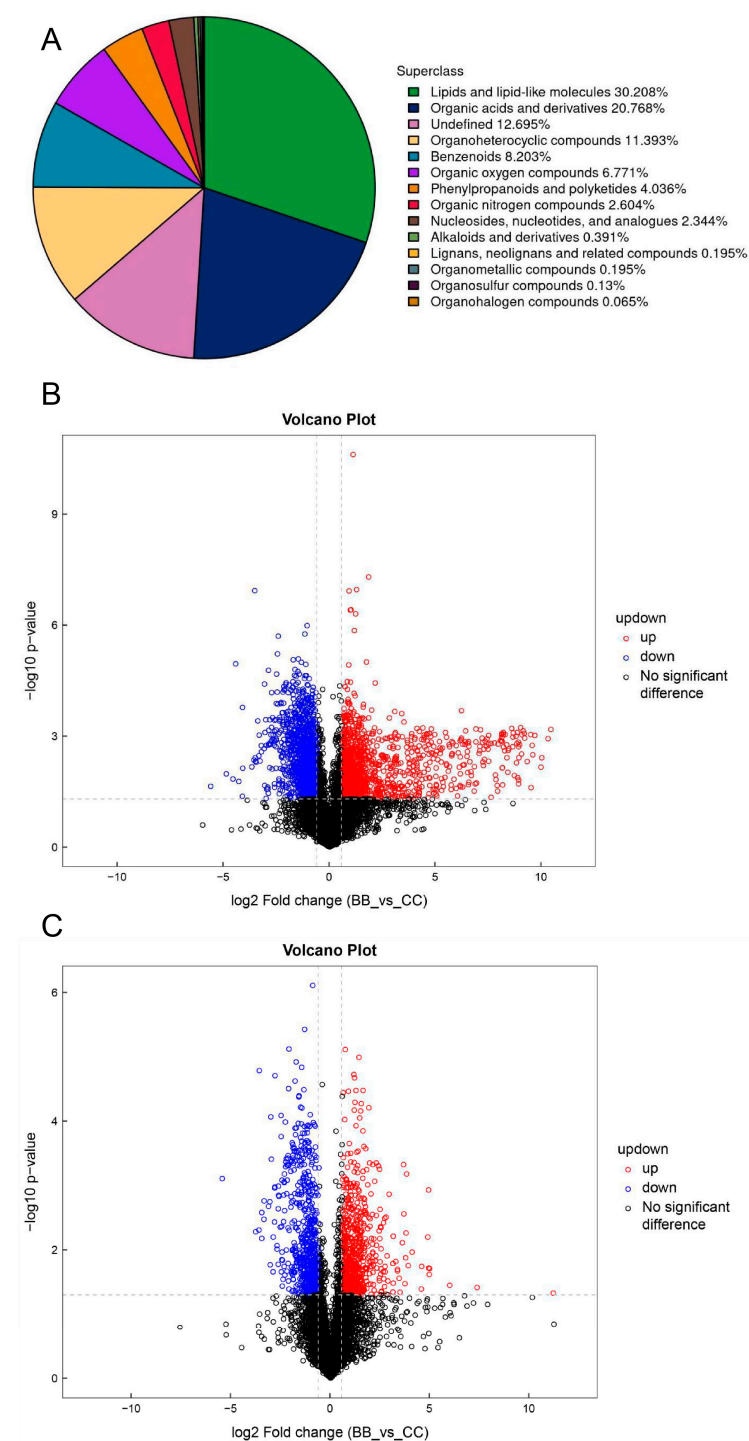 A
Superclass
Lipids and lipid-like molecules 30.208%
Organic acids and derivatives 20.768%
Undefined 12.695%
Organoheterocyclic compounds 11.393%
Benzenoids 8.203%
Organic oxygen compounds 6.771%
Phenylpropanoids and polyketides 4.036%
Organic nitrogen compounds 2.604%
Nucleosides, nucleotides, and analogues 2.344%
Alkaloids and derivatives 0.391%
Lignans, neolignans and related compounds 0.195%
Organometallic compounds 0.195%
Organosulfur compounds 0.13%
Organohalogen compounds 0.065%
B
Volcano Plot
9
6
3
0
−log10 p−value
−10 −5 0 5 10
log2 Fold change (BB_vs_CC)
updown
up
down
No significant
difference
C
Volcano Plot
6
4
2
0
−log10 p−value
−10 −5 0 5 10
log2 Fold change (BB_vs_CC)
updown
up
down
No significant
difference